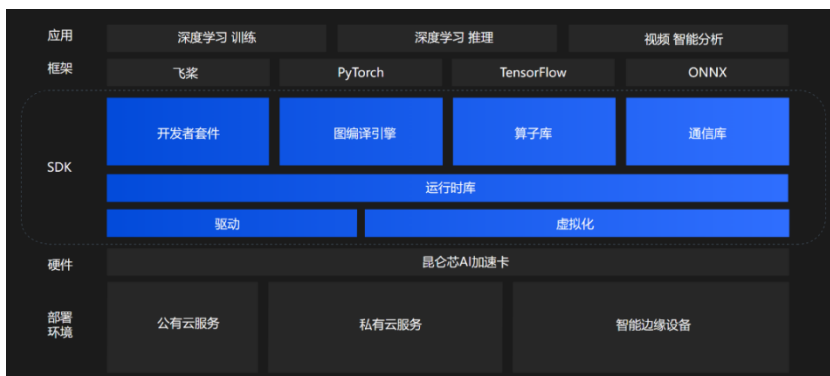 应用
深度学习 训练
深度学习 推理
视频 智能分析
框架
飞桨
PyTorch
TensorFlow
ONNX
SDK
开发者套件
图编译引擎
算子库
通信库
运行时库
驱动
虚拟化
硬件
昆仑芯AI加速卡
部署
环境
公有云服务
私有云服务
智能边缘设备